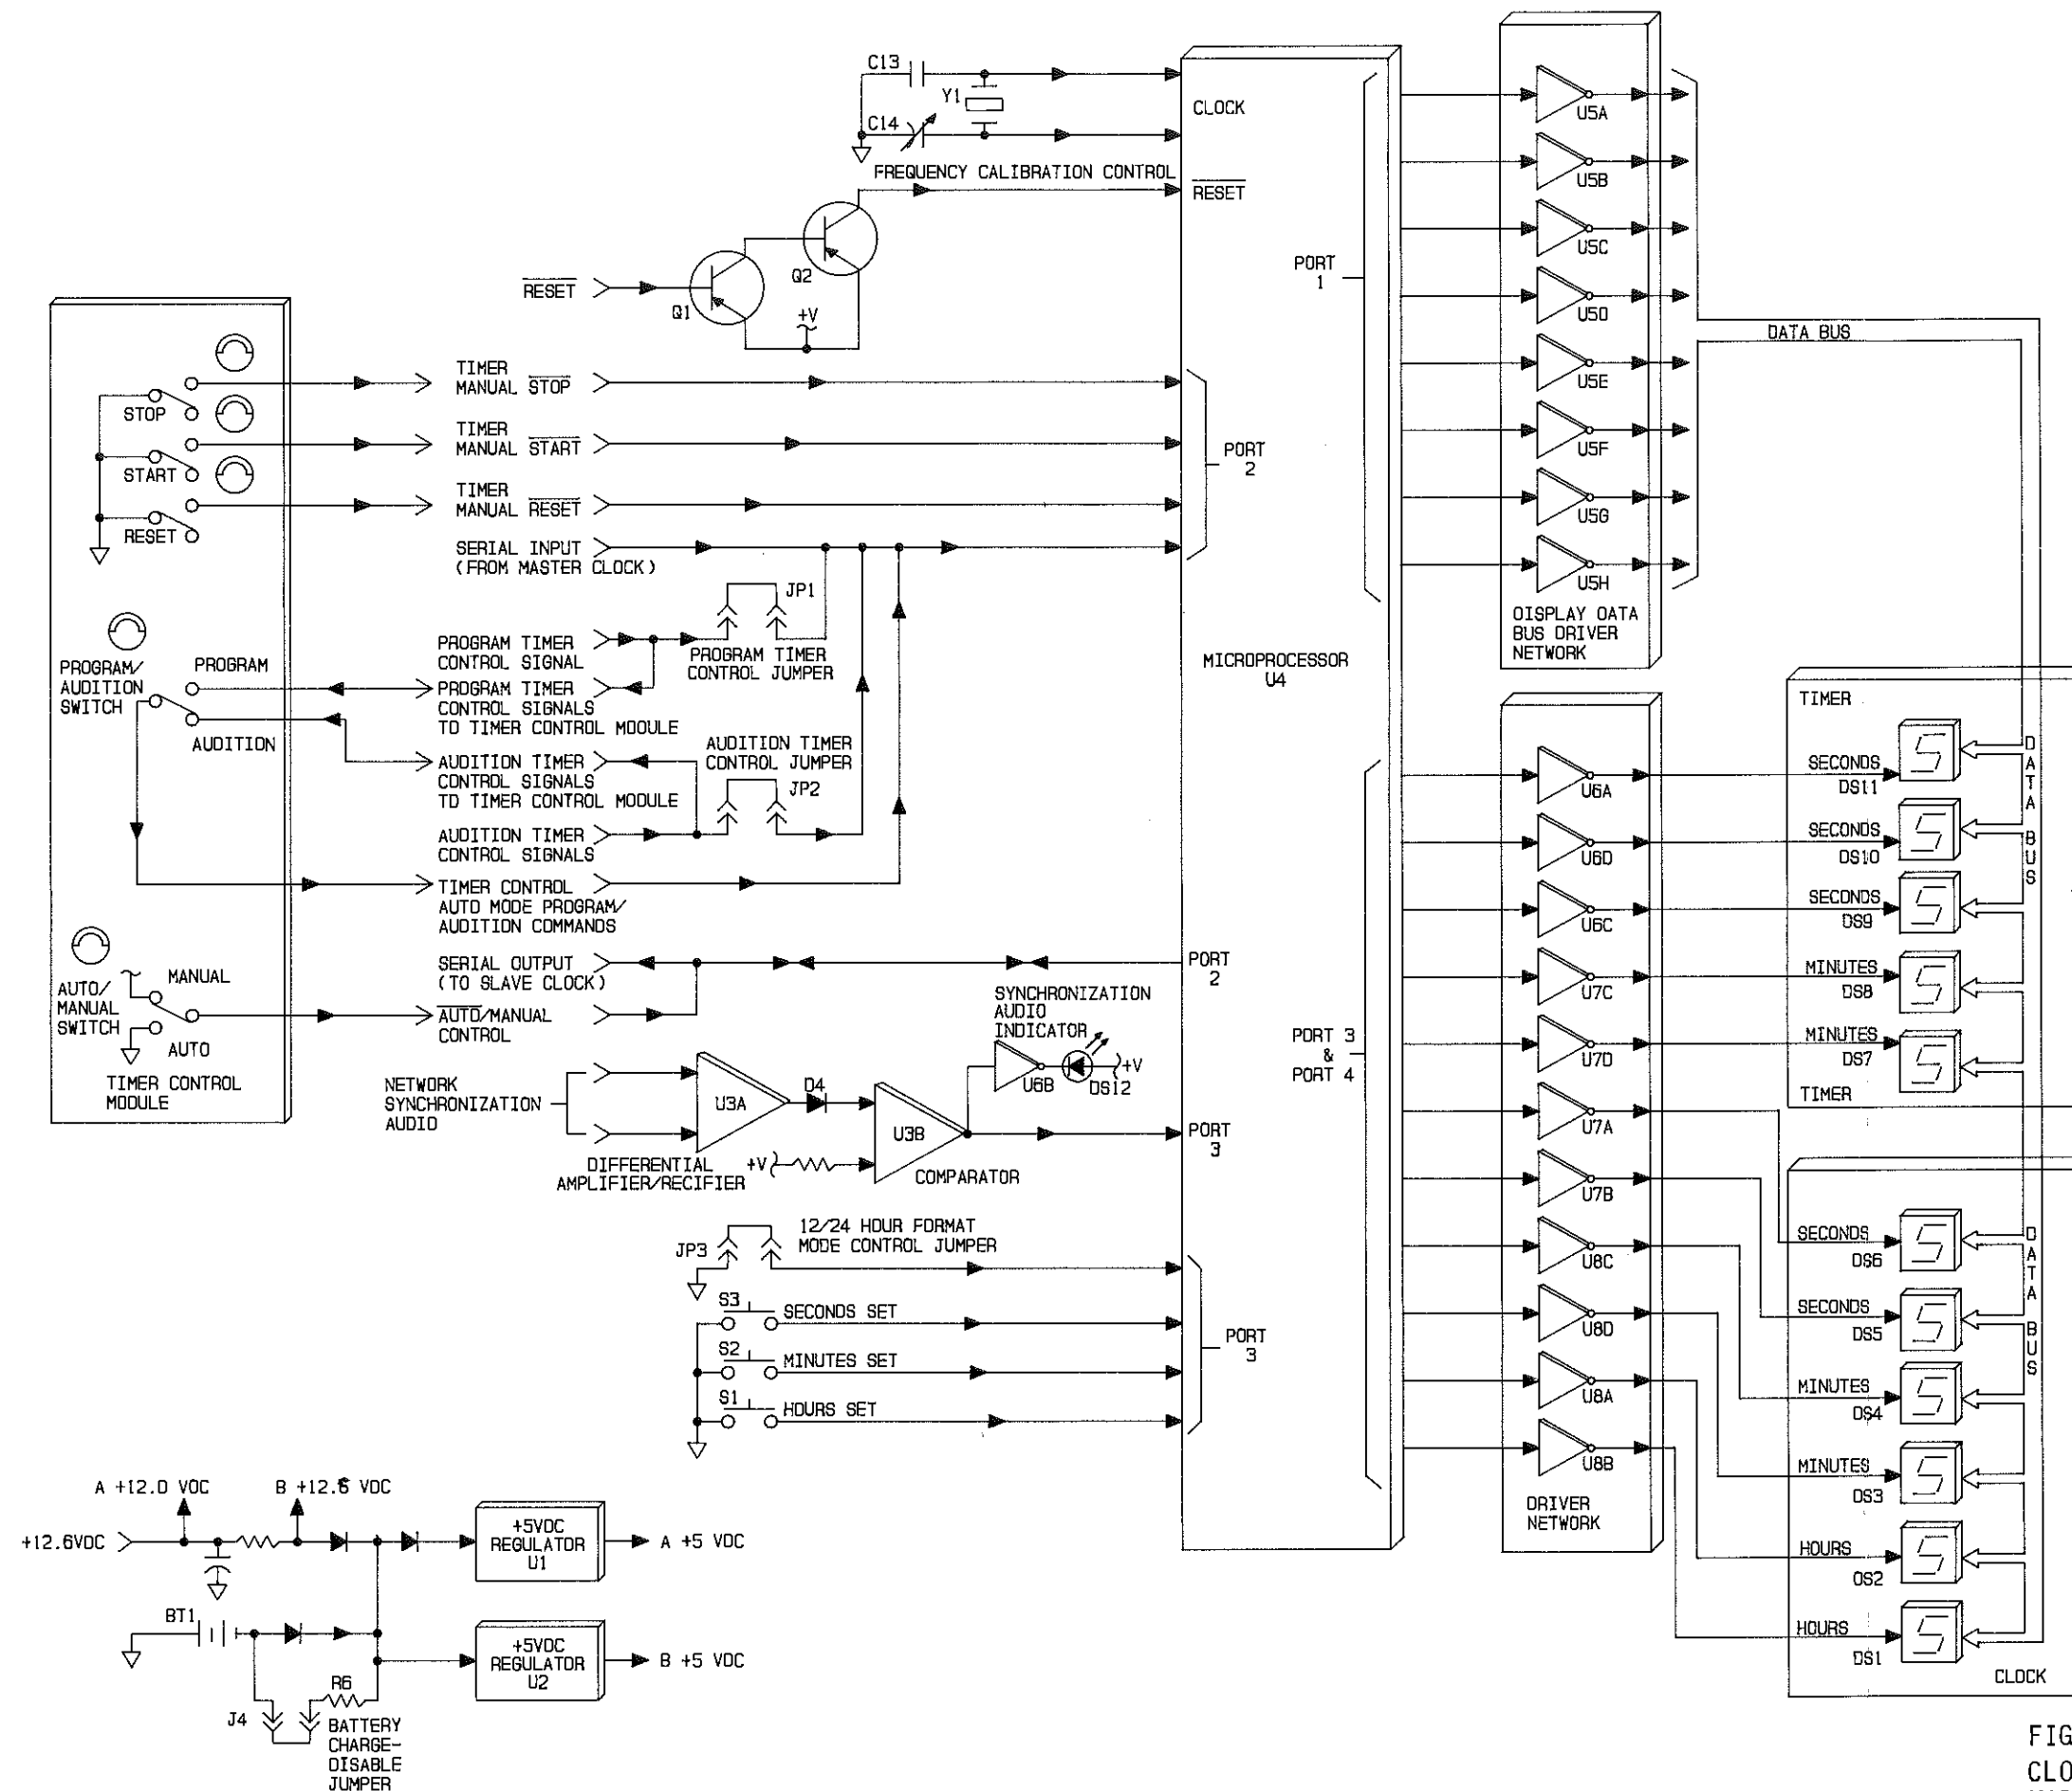 C13
Y1
C14
FREQUENCY CALIBRATION CONTROL
CLOCK
RESET
Q2
Q1
RESET
+V
PORT
1
U5A
U5B
U5C
U5D
U5E
U5F
U5G
U5H
DISPLAY DATA
BUS DRIVER
NETWORK
DATA BUS
STOP
START
RESET
TIMER
MANUAL STOP
TIMER
MANUAL START
TIMER
MANUAL RESET
SERIAL INPUT
(FROM MASTER CLOCK)
PORT
2
JP1
PROGRAM TIMER
CONTROL JUMPER
PROGRAM/
AUDITION
SWITCH
PROGRAM
AUDITION
PROGRAM TIMER
CONTROL SIGNAL
PROGRAM TIMER
CONTROL SIGNALS
TO TIMER CONTROL MODULE
AUDITION TIMER
CONTROL JUMPER
JP2
AUDITION TIMER
CONTROL SIGNALS
TO TIMER CONTROL MODULE
AUDITION TIMER
CONTROL SIGNALS
TIMER CONTROL
AUTO MODE PROGRAM/
AUDITION COMMANDS
MICROPROCESSOR
U4
AUTO/
MANUAL
SWITCH
MANUAL
AUTO
TIMER CONTROL
MODULE
SERIAL OUTPUT
(TO SLAVE CLOCK)
AUTO/MANUAL
CONTROL
PORT
2
SYNCHRONIZATION
AUDIO
INDICATOR
U6B
DS12
+V
NETWORK
SYNCHRONIZATION
AUDIO
U3A
D4
U3B
+V
DIFFERENTIAL
AMPLIFIER/RECIFIER
COMPARATOR
PORT
3
PORT 3
&
PORT 4
JP3
12/24 HOUR FORMAT
MODE CONTROL JUMPER
S3
SECONDS SET
S2
MINUTES SET
S1
HOURS SET
PORT
3
U6A
U6D
U6C
U7C
U7D
U7A
U7B
U8C
U8D
U8A
U8B
DRIVER
NETWORK
TIMER
SECONDS
DS11
SECONDS
DS10
SECONDS
DS9
MINUTES
DS8
MINUTES
DS7
TIMER
DATA BUS
SECONDS
DS6
SECONDS
DS5
MINUTES
DS4
MINUTES
DS3
HOURS
DS2
HOURS
DS1
CLOCK
DATA BUS
A +12.0 VDC
B +12.6 VDC
+12.6VDC
+5VDC
REGULATOR
U1
A +5 VDC
BT1
+5VDC
REGULATOR
U2
B +5 VDC
R6
J4
BATTERY
CHARGE-
DISABLE
JUMPER
FIG
CLO